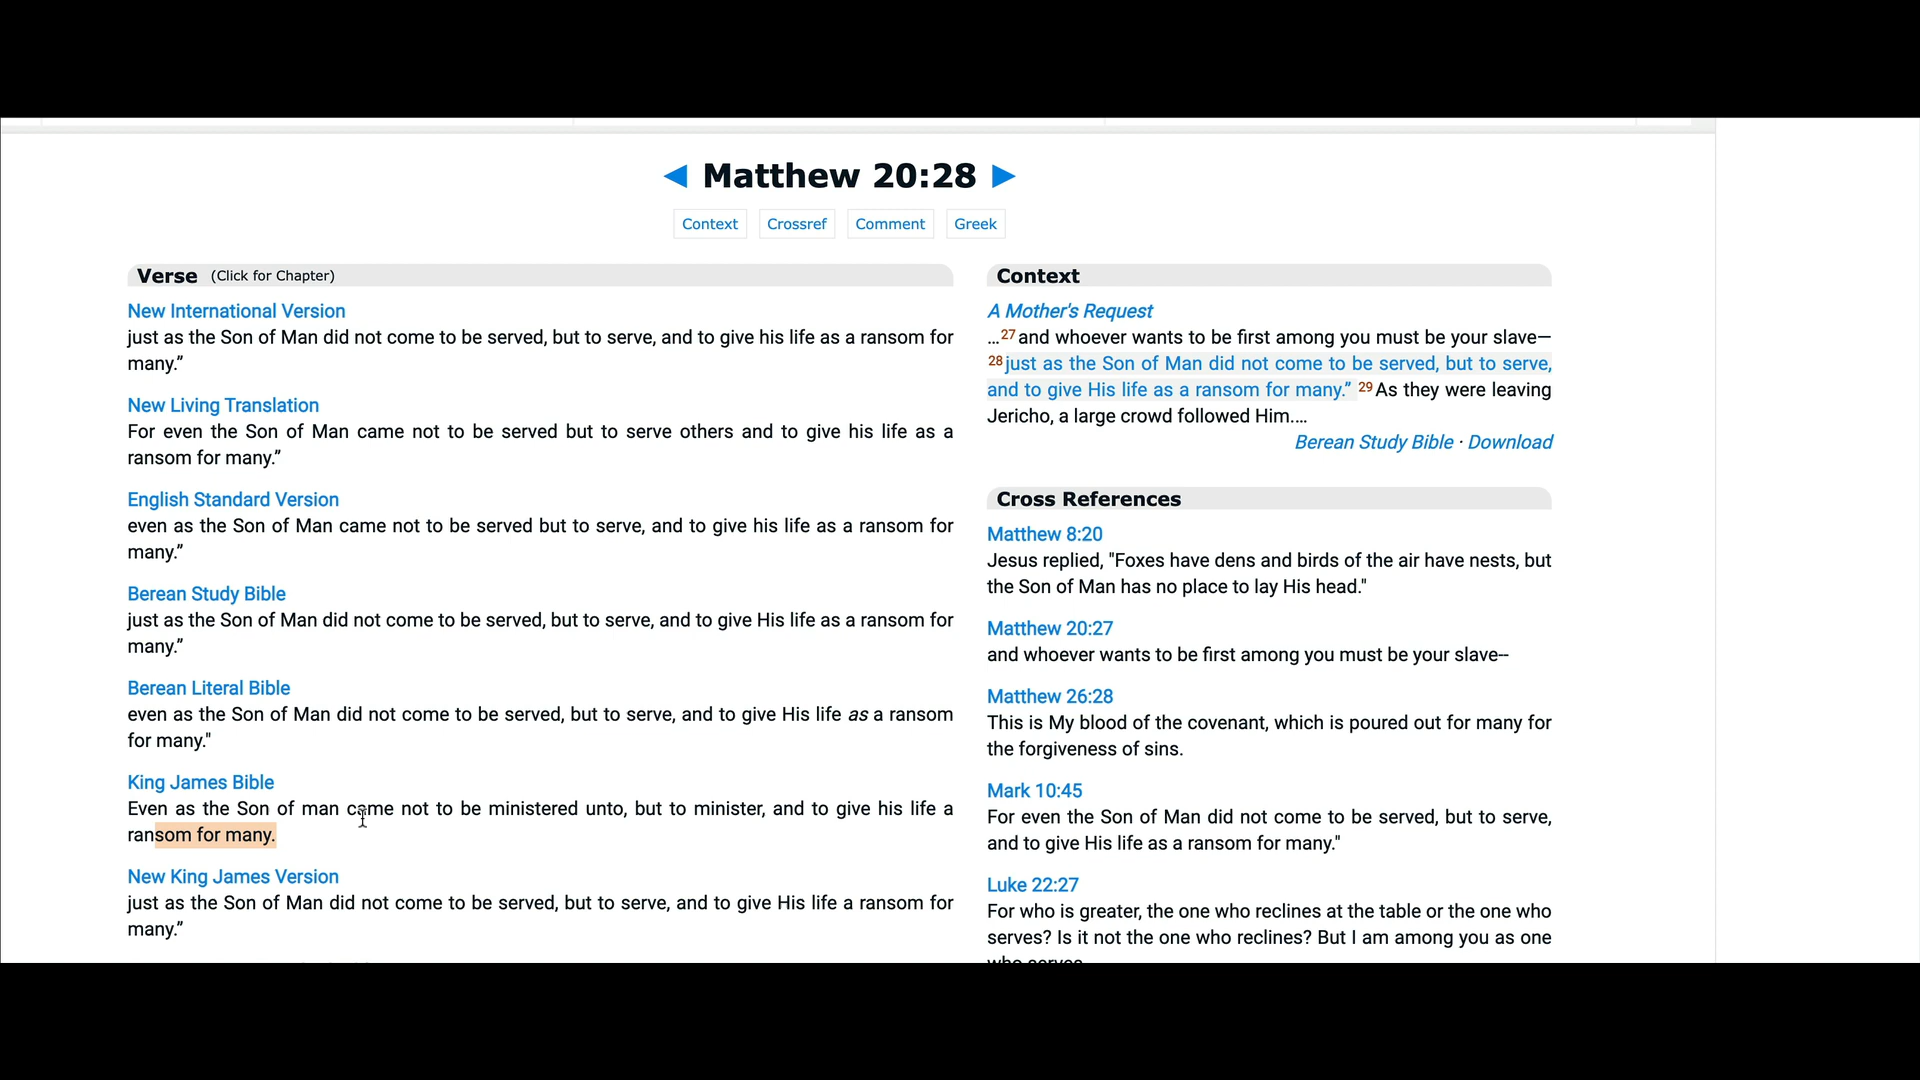 ◀ Matthew 20:28 ▶
Context Crossref Comment Greek
Verse (Click for Chapter)
New International Version
just as the Son of Man did not come to be served, but to serve, and to give his life as a ransom for
many.”
New Living Translation
For even the Son of Man came not to be served but to serve others and to give his life as a
ransom for many.”
English Standard Version
even as the Son of Man came not to be served but to serve, and to give his life as a ransom for
many.”
Berean Study Bible
just as the Son of Man did not come to be served, but to serve, and to give His life as a ransom for
many.”
Berean Literal Bible
even as the Son of Man did not come to be served, but to serve, and to give His life as a ransom
for many."
King James Bible
Even as the Son of man came not to be ministered unto, but to minister, and to give his life a
ransom for many.
New King James Version
just as the Son of Man did not come to be served, but to serve, and to give His life a ransom for
many.”
Context
A Mother's Request
…27and whoever wants to be first among you must be your slave—
28just as the Son of Man did not come to be served, but to serve,
and to give His life as a ransom for many.” 29As they were leaving
Jericho, a large crowd followed Him.…
Berean Study Bible · Download
Cross References
Matthew 8:20
Jesus replied, "Foxes have dens and birds of the air have nests, but
the Son of Man has no place to lay His head."
Matthew 20:27
and whoever wants to be first among you must be your slave--
Matthew 26:28
This is My blood of the covenant, which is poured out for many for
the forgiveness of sins.
Mark 10:45
For even the Son of Man did not come to be served, but to serve,
and to give His life as a ransom for many."
Luke 22:27
For who is greater, the one who reclines at the table or the one who
serves? Is it not the one who reclines? But I am among you as one
who serves.